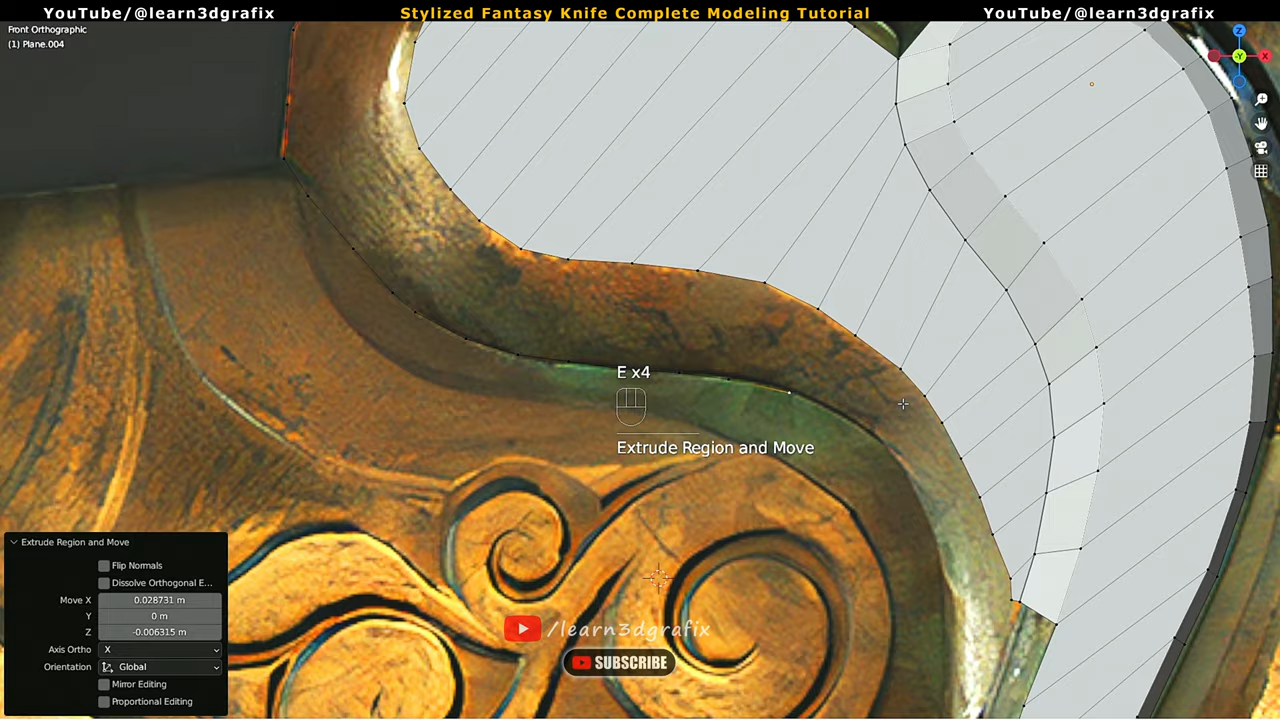 YouTube/@learn3dgrafix
Stylized Fantasy Knife Complete Modeling Tutorial
YouTube/@learn3dgrafix
Front Orthographic
(1) Plane.004
Z
-Y
X
E x4
Extrude Region and Move
Extrude Region and Move
Flip Normals
Dissolve Orthogonal E...
Move X 0.028731 m
Y 0 m
Z -0.006315 m
Axis Ortho X
Orientation Global
Mirror Editing
Proportional Editing
/learn3dgrafix
SUBSCRIBE